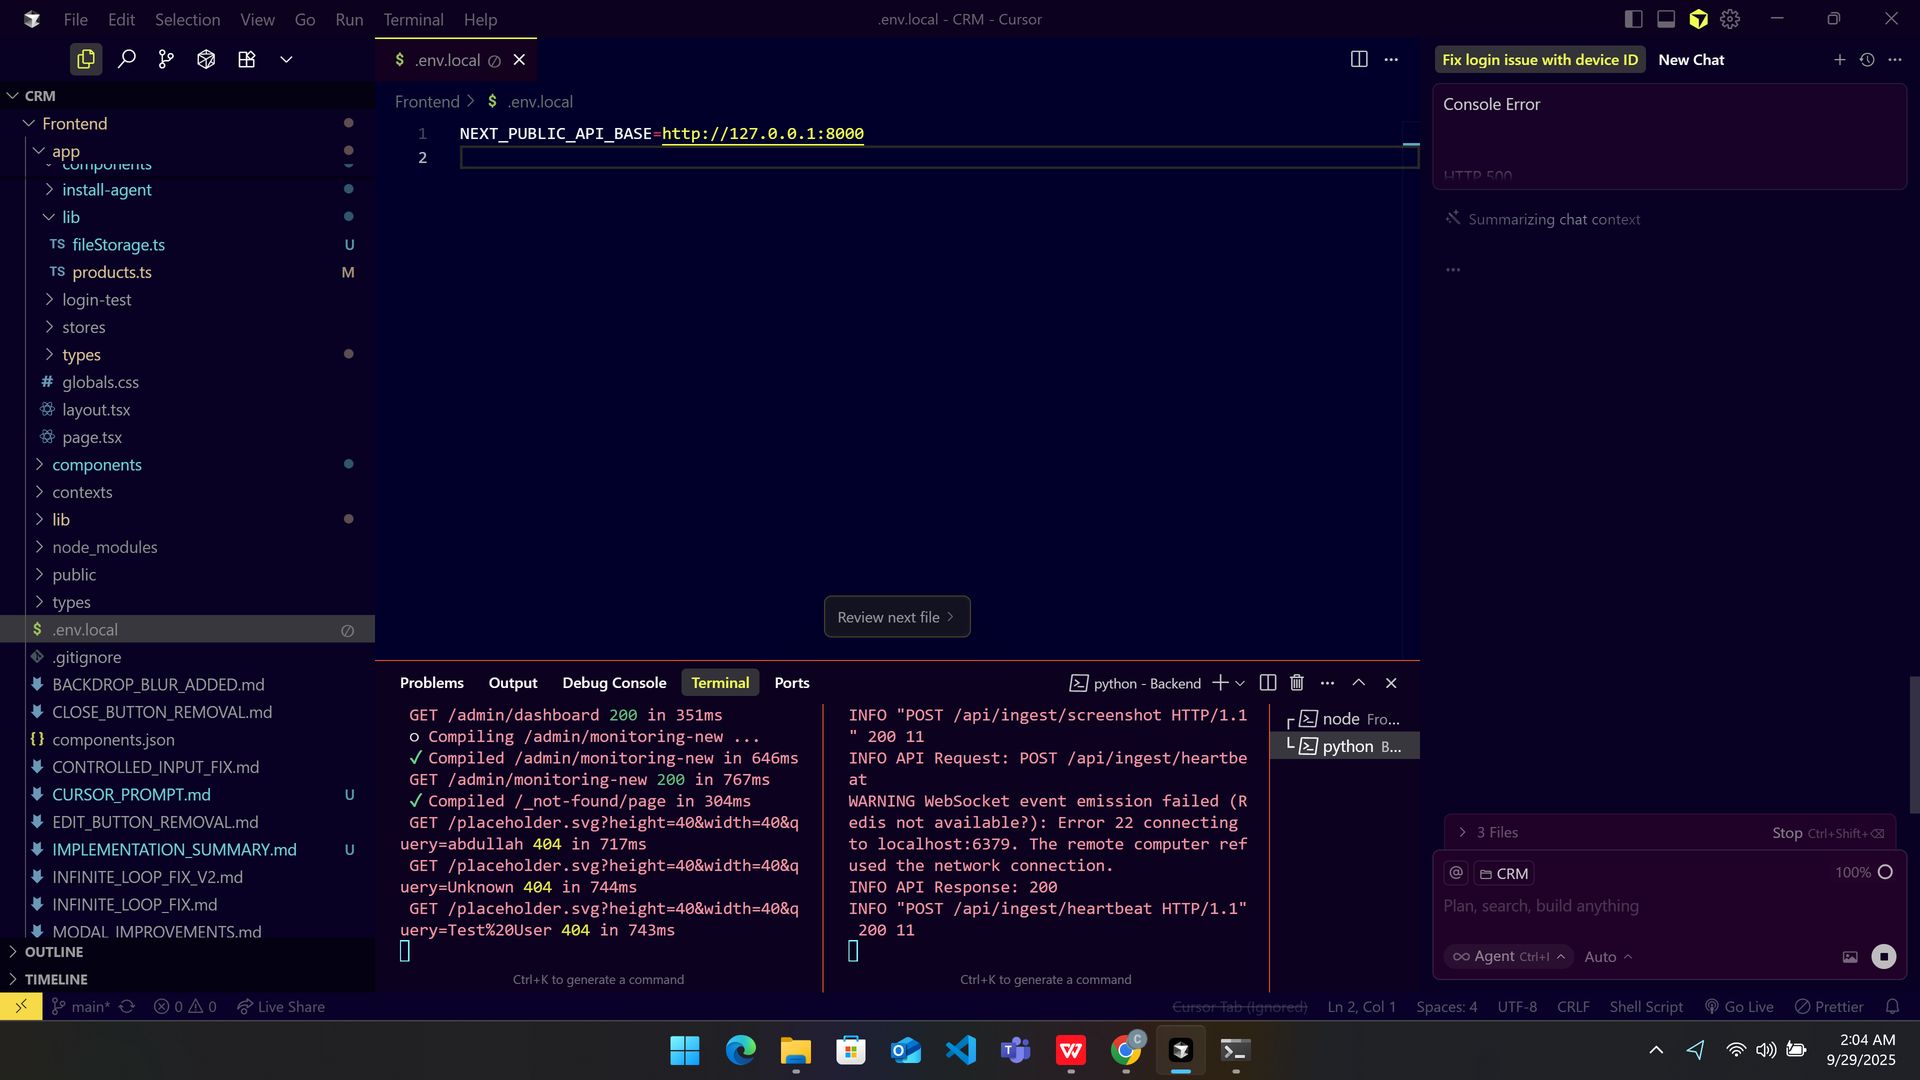 File Edit Selection View Go Run Terminal Help
.env.local - CRM - Cursor
$ .env.local
CRM
Frontend
app
components
install-agent
lib
TS fileStorage.ts U
TS products.ts M
login-test
stores
types
# globals.css
layout.tsx
page.tsx
components
contexts
lib
node_modules
public
types
$ .env.local
.gitignore
BACKDROP_BLUR_ADDED.md
CLOSE_BUTTON_REMOVAL.md
{} components.json
CONTROLLED_INPUT_FIX.md
CURSOR_PROMPT.md U
EDIT_BUTTON_REMOVAL.md
IMPLEMENTATION_SUMMARY.md U
INFINITE_LOOP_FIX_V2.md
INFINITE_LOOP_FIX.md
MODAL_IMPROVEMENTS.md
OUTLINE
TIMELINE
Frontend > $ .env.local
1 NEXT_PUBLIC_API_BASE=http://127.0.0.1:8000
2
Review next file
Problems Output Debug Console Terminal Ports
python - Backend
GET /admin/dashboard 200 in 351ms
○ Compiling /admin/monitoring-new ...
✓ Compiled /admin/monitoring-new in 646ms
GET /admin/monitoring-new 200 in 767ms
✓ Compiled /_not-found/page in 304ms
GET /placeholder.svg?height=40&width=40&q
uery=abdullah 404 in 717ms
GET /placeholder.svg?height=40&width=40&q
uery=Unknown 404 in 744ms
GET /placeholder.svg?height=40&width=40&q
uery=Test%20User 404 in 743ms
Ctrl+K to generate a command
INFO "POST /api/ingest/screenshot HTTP/1.1
" 200 11
INFO API Request: POST /api/ingest/heartbe
at
WARNING WebSocket event emission failed (R
edis not available?): Error 22 connecting
to localhost:6379. The remote computer ref
used the network connection.
INFO API Response: 200
INFO "POST /api/ingest/heartbeat HTTP/1.1"
200 11
Ctrl+K to generate a command
node Fro...
python B...
Fix login issue with device ID New Chat
Console Error
HTTP 500
Summarizing chat context
...
3 Files Stop Ctrl+Shift+⌫
@ CRM 100%
Plan, search, build anything
∞ Agent Ctrl+I Auto
main* 0 0 Live Share
Cursor Tab (Ignored) Ln 2, Col 1 Spaces: 4 UTF-8 CRLF Shell Script Go Live Prettier
2:04 AM
9/29/2025